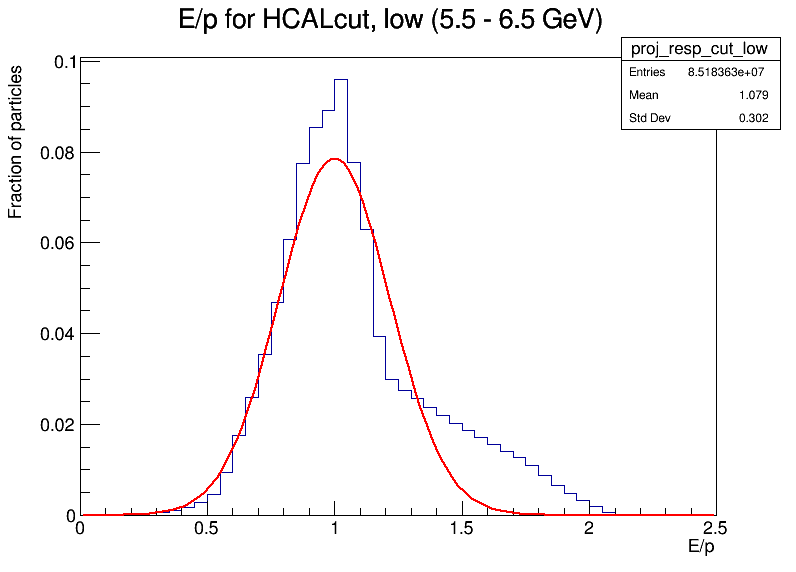 E/p for HCALcut, low (5.5 - 6.5 GeV)
proj_resp_cut_low
Entries 8.518363e+07
Mean 1.079
Std Dev 0.302
Fraction of particles
0.1
0.08
0.06
0.04
0.02
0
0 0.5 1 1.5 2 2.5
E/p